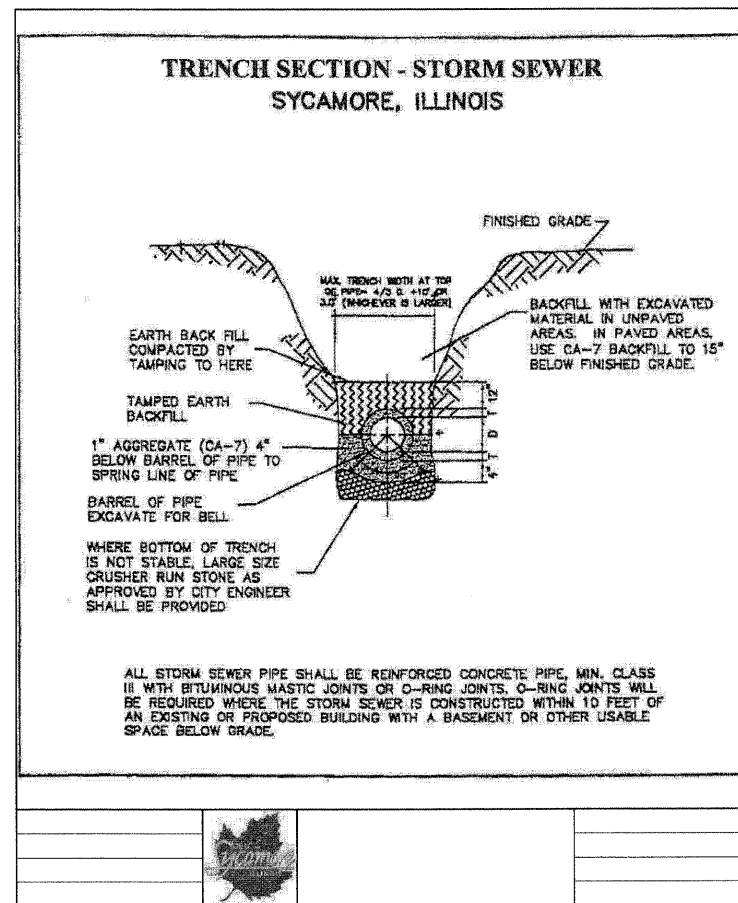 TRENCH SECTION - STORM SEWER
SYCAMORE, ILLINOIS
FINISHED GRADE
MAX. TRENCH WIDTH AT TOP
OF PIPE= 4/3 D +10" OR
3.0' (WHICHEVER IS LARGER)
BACKFILL WITH EXCAVATED
MATERIAL IN UNPAVED
AREAS. IN PAVED AREAS,
USE CA-7 BACKFILL TO 15"
BELOW FINISHED GRADE.
EARTH BACK FILL
COMPACTED BY
TAMPING TO HERE
TAMPED EARTH
BACKFILL
1" AGGREGATE (CA-7) 4"
BELOW BARREL OF PIPE TO
SPRING LINE OF PIPE
BARREL OF PIPE
EXCAVATE FOR BELL
12"
T
D
T
4"
WHERE BOTTOM OF TRENCH
IS NOT STABLE, LARGE SIZE
CRUSHER RUN STONE AS
APPROVED BY CITY ENGINEER
SHALL BE PROVIDED
ALL STORM SEWER PIPE SHALL BE REINFORCED CONCRETE PIPE, MIN. CLASS
III WITH BITUMINOUS MASTIC JOINTS OR O-RING JOINTS. O-RING JOINTS WILL
BE REQUIRED WHERE THE STORM SEWER IS CONSTRUCTED WITHIN 10 FEET OF
AN EXISTING OR PROPOSED BUILDING WITH A BASEMENT OR OTHER USABLE
SPACE BELOW GRADE.
Sycamore